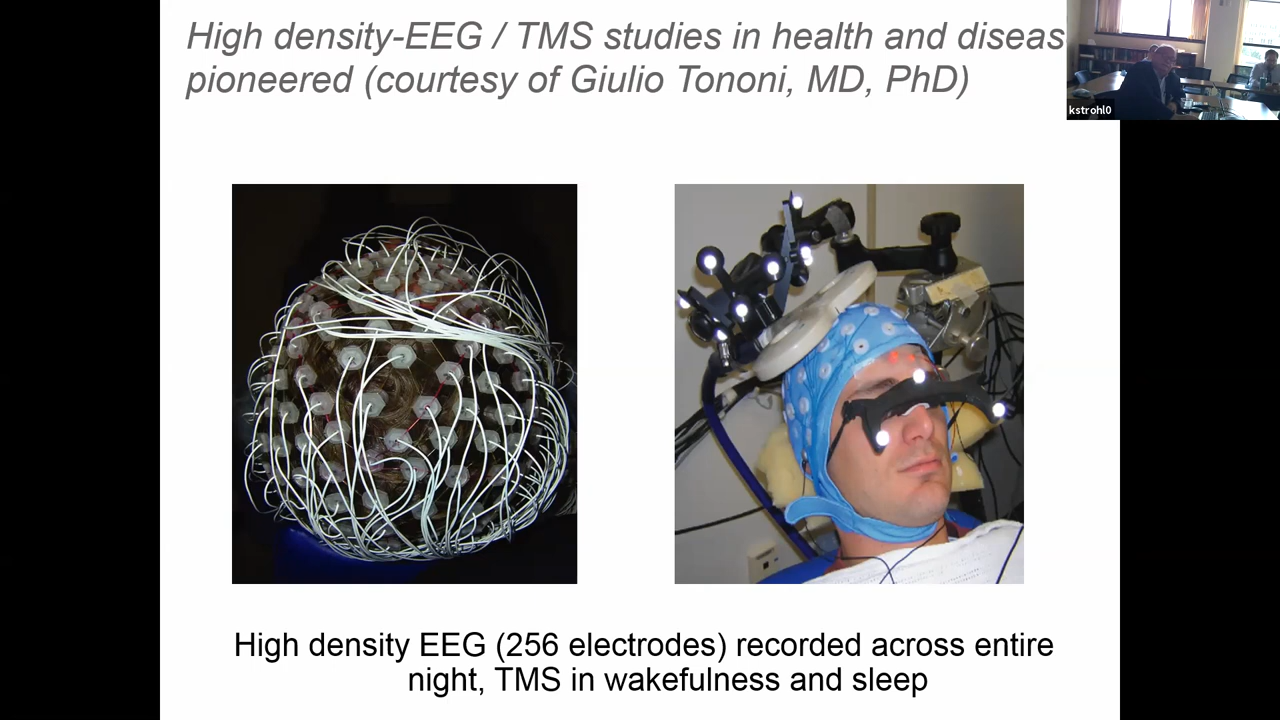 High density-EEG / TMS studies in health and diseas
pioneered (courtesy of Giulio Tononi, MD, PhD)
kstrohl0
High density EEG (256 electrodes) recorded across entire
night, TMS in wakefulness and sleep